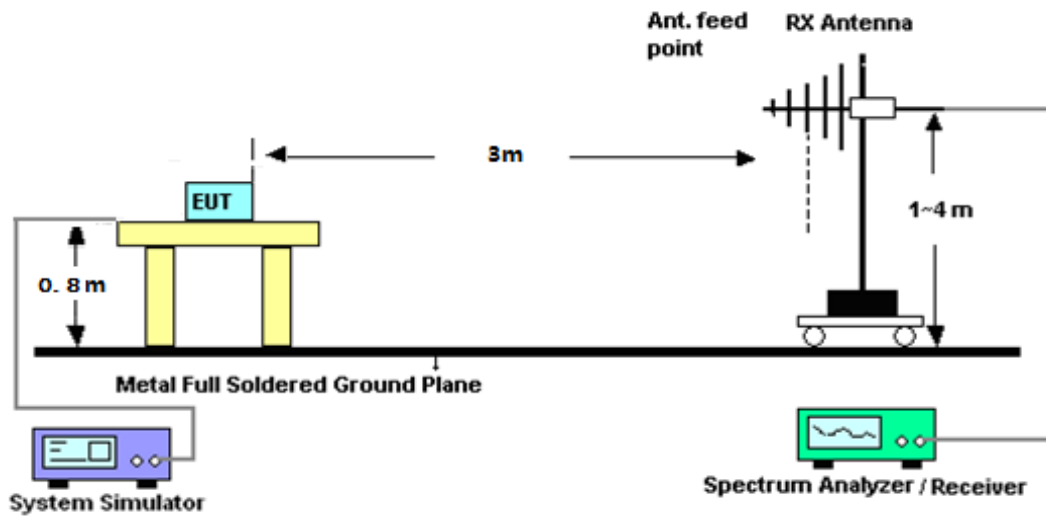 Ant. feed
point
RX Antenna
3m
EUT
1~4 m
0. 8 m
Metal Full Soldered Ground Plane
System Simulator
Spectrum Analyzer / Receiver